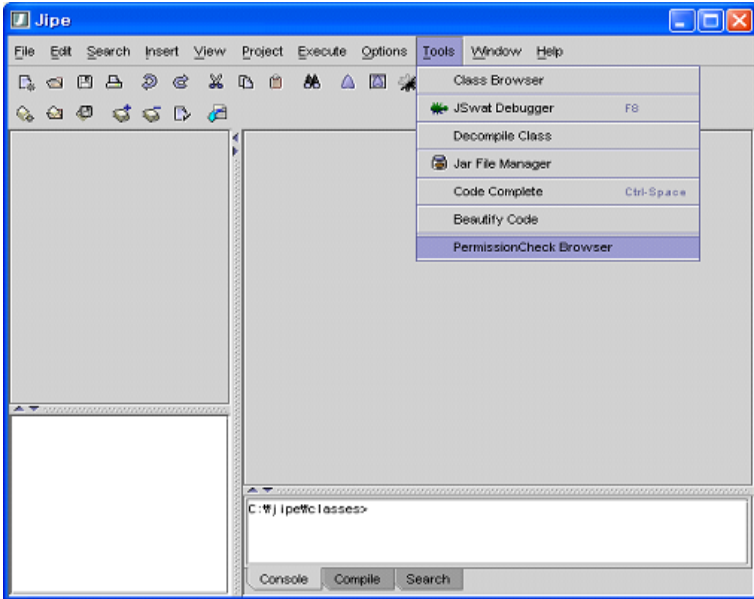 Jipe
File Edit Search Insert View Project Execute Options Tools Window Help
Class Browser
JSwat Debugger F8
Decompile Class
Jar File Manager
Code Complete Ctrl-Space
Beautify Code
PermissionCheck Browser
C:₩jipe₩classes>
Console Compile Search